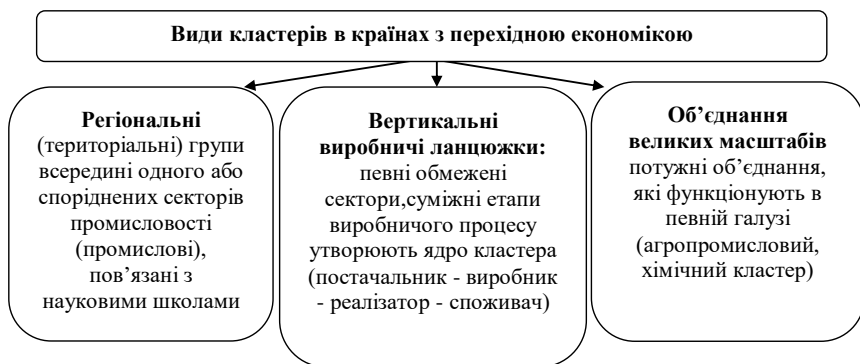 Види кластерів в країнах з перехідною економікою
Регіональні
(територіальні) групи
всередині одного або
споріднених секторів
промисловості
(промислові),
пов’язані з
науковими школами
Вертикальні
виробничі ланцюжки:
певні обмежені
сектори,суміжні етапи
виробничого процесу
утворюють ядро кластера
(постачальник - виробник
- реалізатор - споживач)
Об’єднання
великих масштабів
потужні об’єднання,
які функціонують в
певній галузі
(агропромисловий,
хімічний кластер)